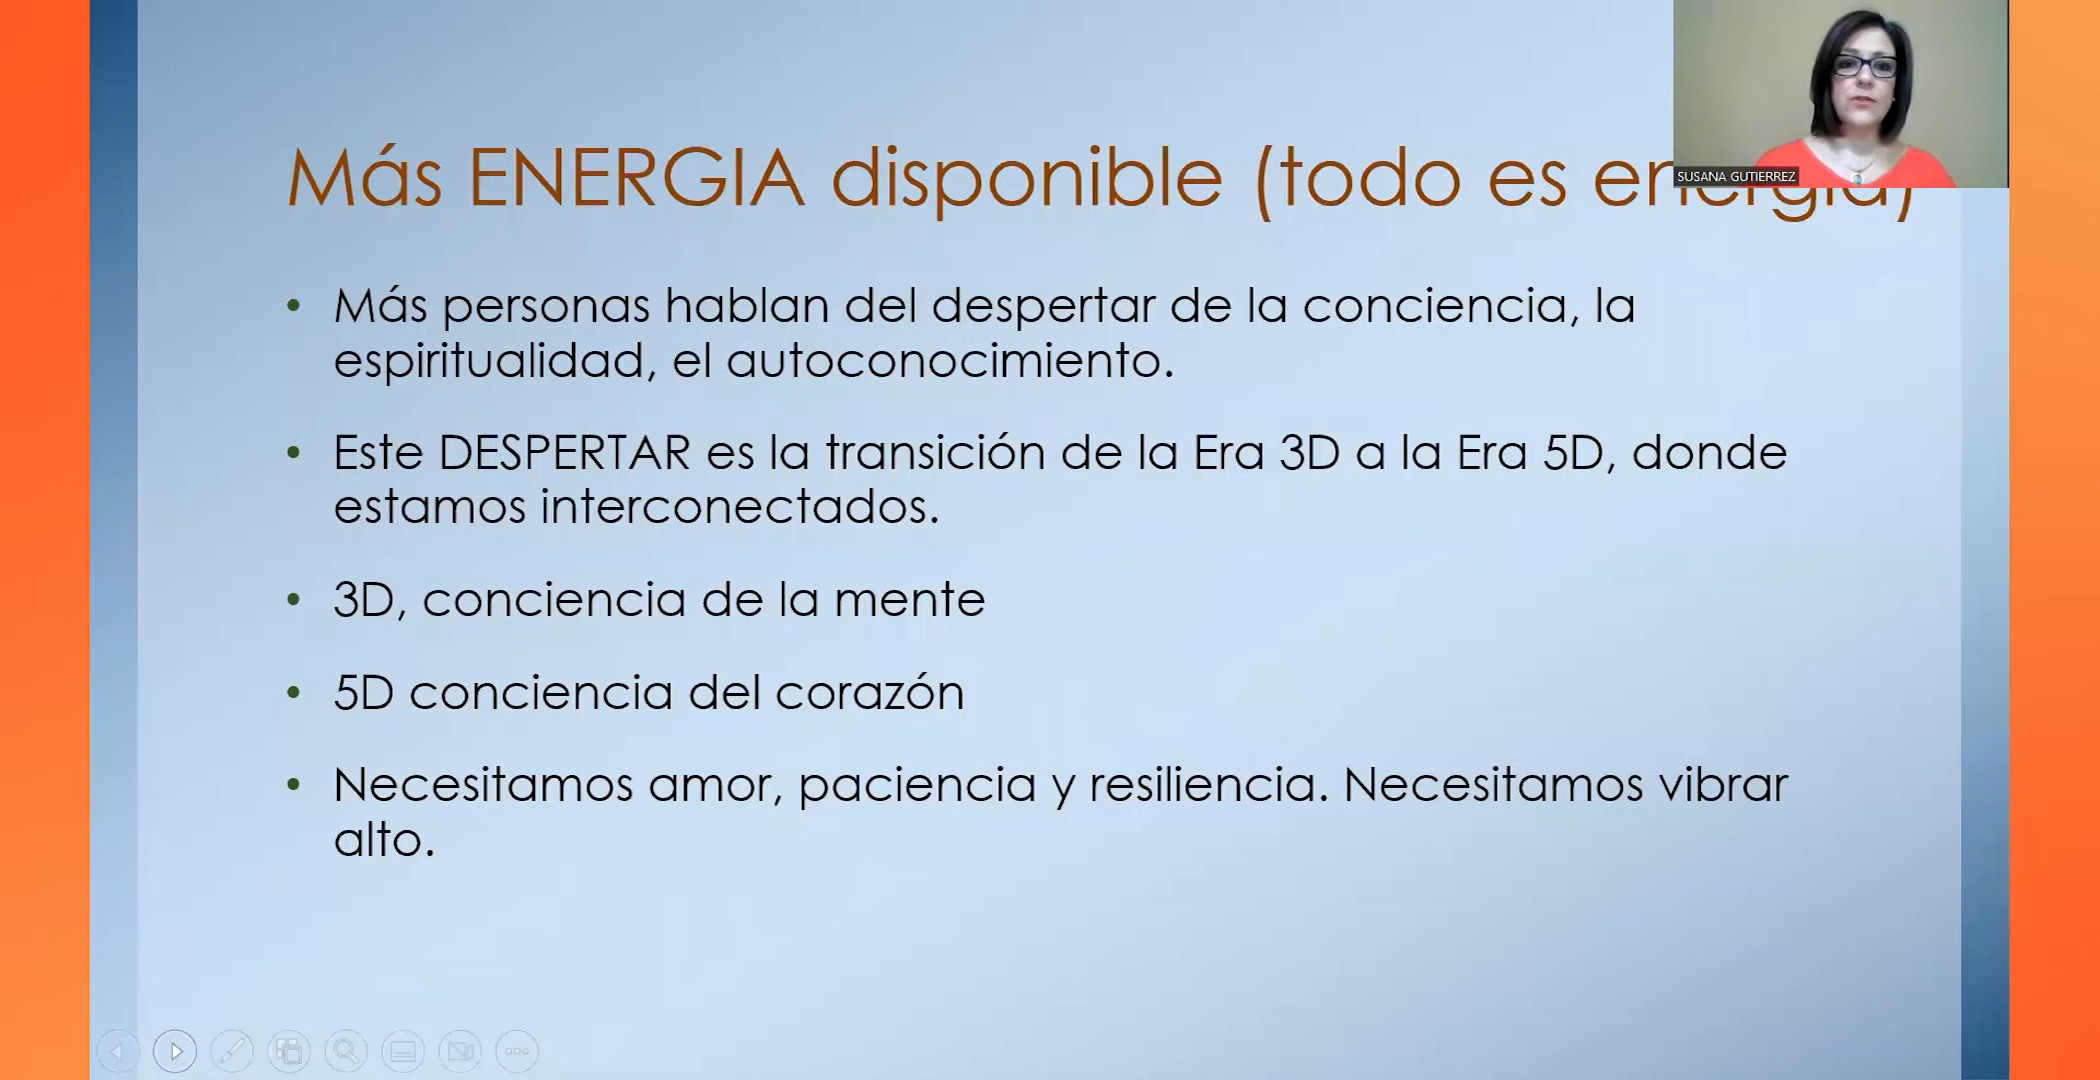 Más ENERGIA disponible (todo es energía)
SUSANA GUTIERREZ
• Más personas hablan del despertar de la conciencia, la
espiritualidad, el autoconocimiento.
• Este DESPERTAR es la transición de la Era 3D a la Era 5D, donde
estamos interconectados.
• 3D, conciencia de la mente
• 5D conciencia del corazón
• Necesitamos amor, paciencia y resiliencia. Necesitamos vibrar
alto.